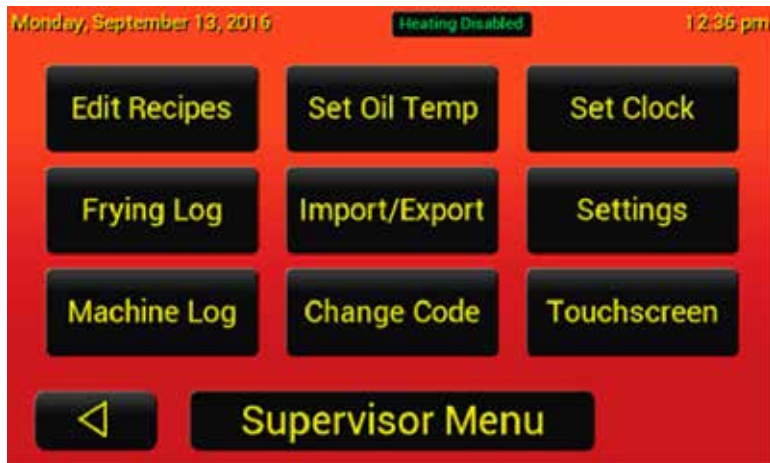 Monday, September 13, 2016 Heating Disabled 12:36 pm
Edit Recipes Set Oil Temp Set Clock
Frying Log Import/Export Settings
Machine Log Change Code Touchscreen
Supervisor Menu